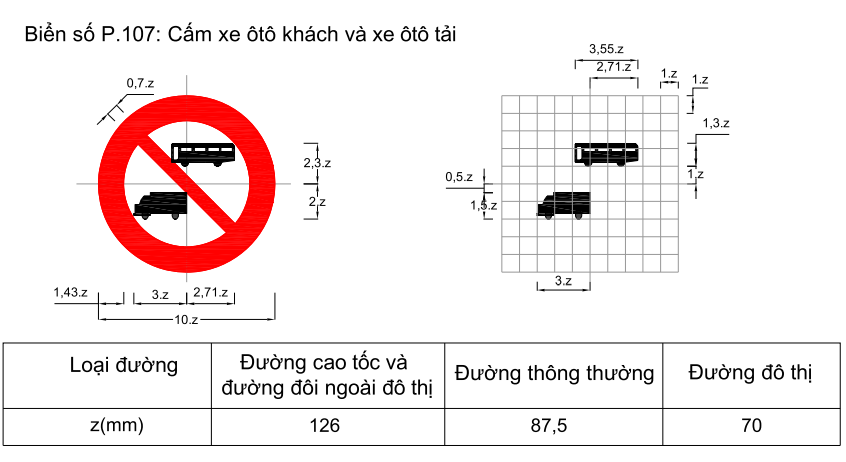 Biển số P.107: Cấm xe ôtô khách và xe ôtô tải
3,55.z
2,71.z
1.z
1.z
0,7.z
1,3.z
2,3.z
1.z
0,5.z
2.z
1,5.z
3.z
1,43.z
3.z
2,71.z
10.z
Loại đường
Đường cao tốc và
đường đôi ngoài đô thị
Đường thông thường
Đường đô thị
z(mm)
126
87,5
70